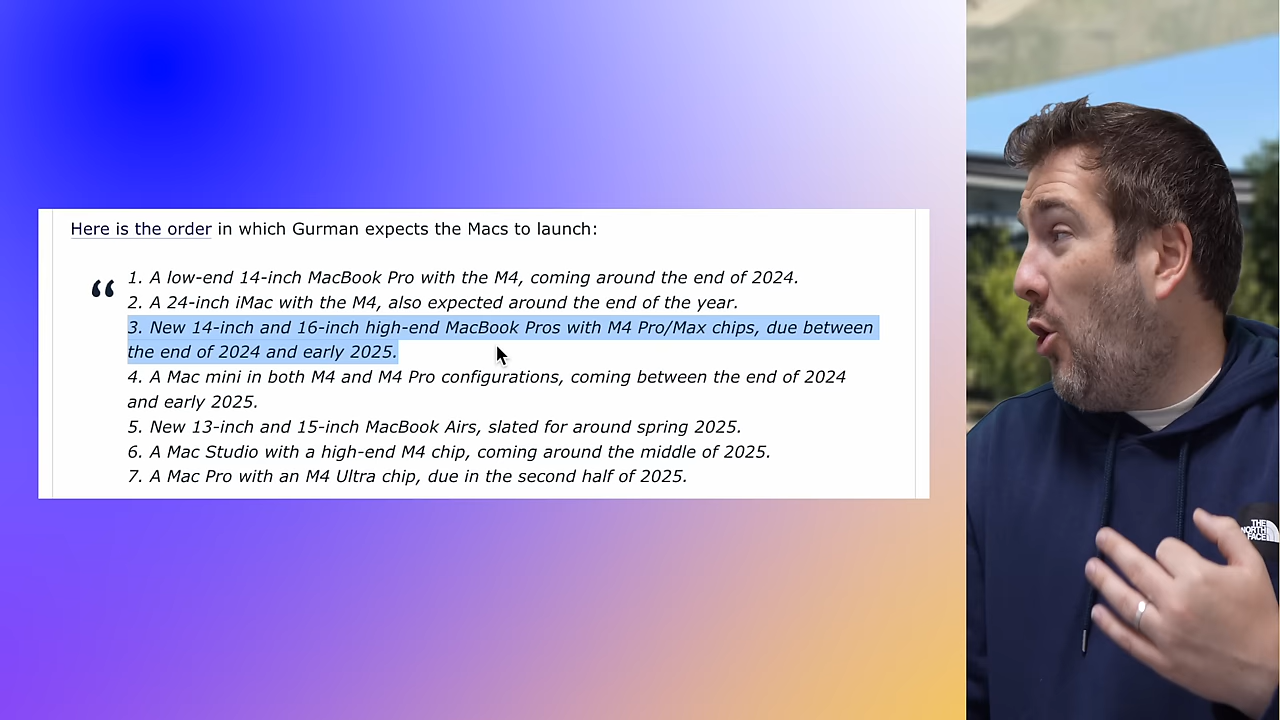 Here is the order in which Gurman expects the Macs to launch:
“
1. A low-end 14-inch MacBook Pro with the M4, coming around the end of 2024.
2. A 24-inch iMac with the M4, also expected around the end of the year.
3. New 14-inch and 16-inch high-end MacBook Pros with M4 Pro/Max chips, due between
the end of 2024 and early 2025.
4. A Mac mini in both M4 and M4 Pro configurations, coming between the end of 2024
and early 2025.
5. New 13-inch and 15-inch MacBook Airs, slated for around spring 2025.
6. A Mac Studio with a high-end M4 chip, coming around the middle of 2025.
7. A Mac Pro with an M4 Ultra chip, due in the second half of 2025.
THE
NORTH
FACE